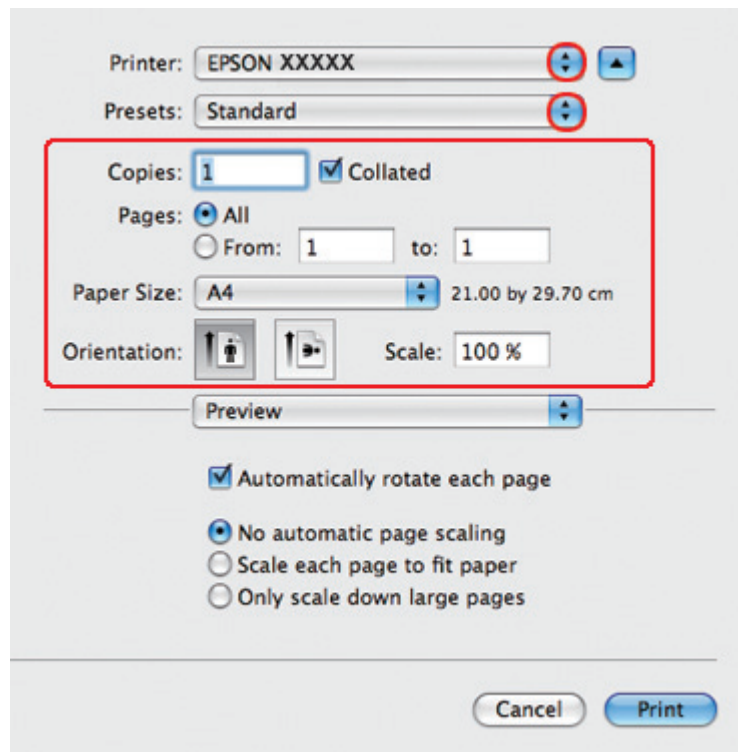 Printer: EPSON XXXXX
Presets: Standard
Copies: 1 Collated
Pages: All
From: 1 to: 1
Paper Size: A4 21.00 by 29.70 cm
Orientation: Scale: 100 %
Preview
Automatically rotate each page
No automatic page scaling
Scale each page to fit paper
Only scale down large pages
Cancel Print